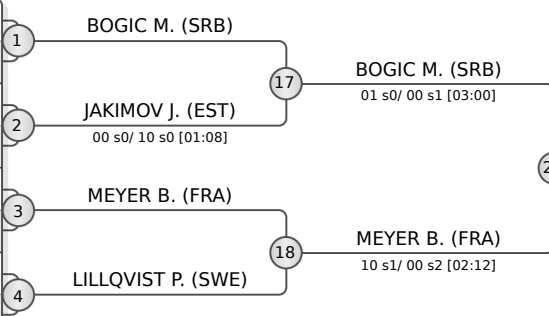 BOGIC M. (SRB)
1
17
BOGIC M. (SRB)
01 s0/ 00 s1 [03:00]
JAKIMOV J. (EST)
2
00 s0/ 10 s0 [01:08]
MEYER B. (FRA)
3
18
MEYER B. (FRA)
10 s1/ 00 s2 [02:12]
LILLQVIST P. (SWE)
4